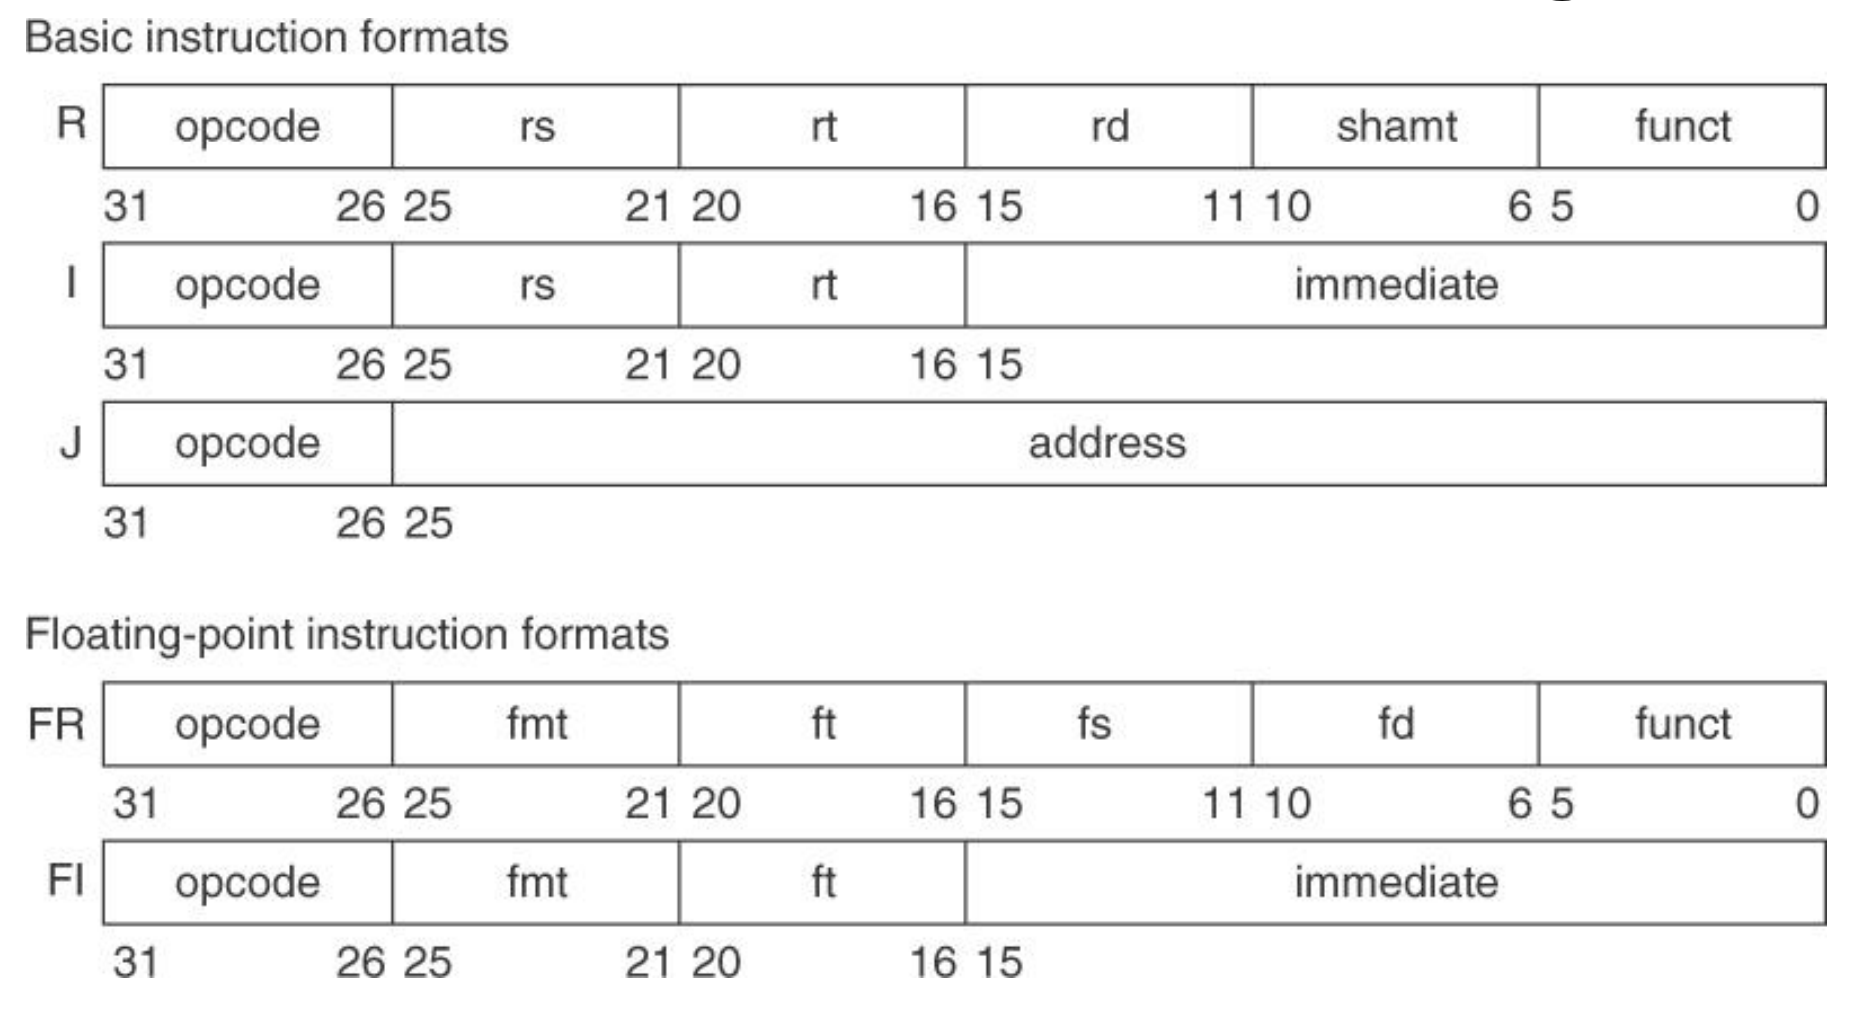 Basic instruction formats
R opcode rs rt rd shamt funct
31 26 25 21 20 16 15 11 10 6 5 0
I opcode rs rt immediate
31 26 25 21 20 16 15
J opcode address
31 26 25
Floating-point instruction formats
FR opcode fmt ft fs fd funct
31 26 25 21 20 16 15 11 10 6 5 0
FI opcode fmt ft immediate
31 26 25 21 20 16 15